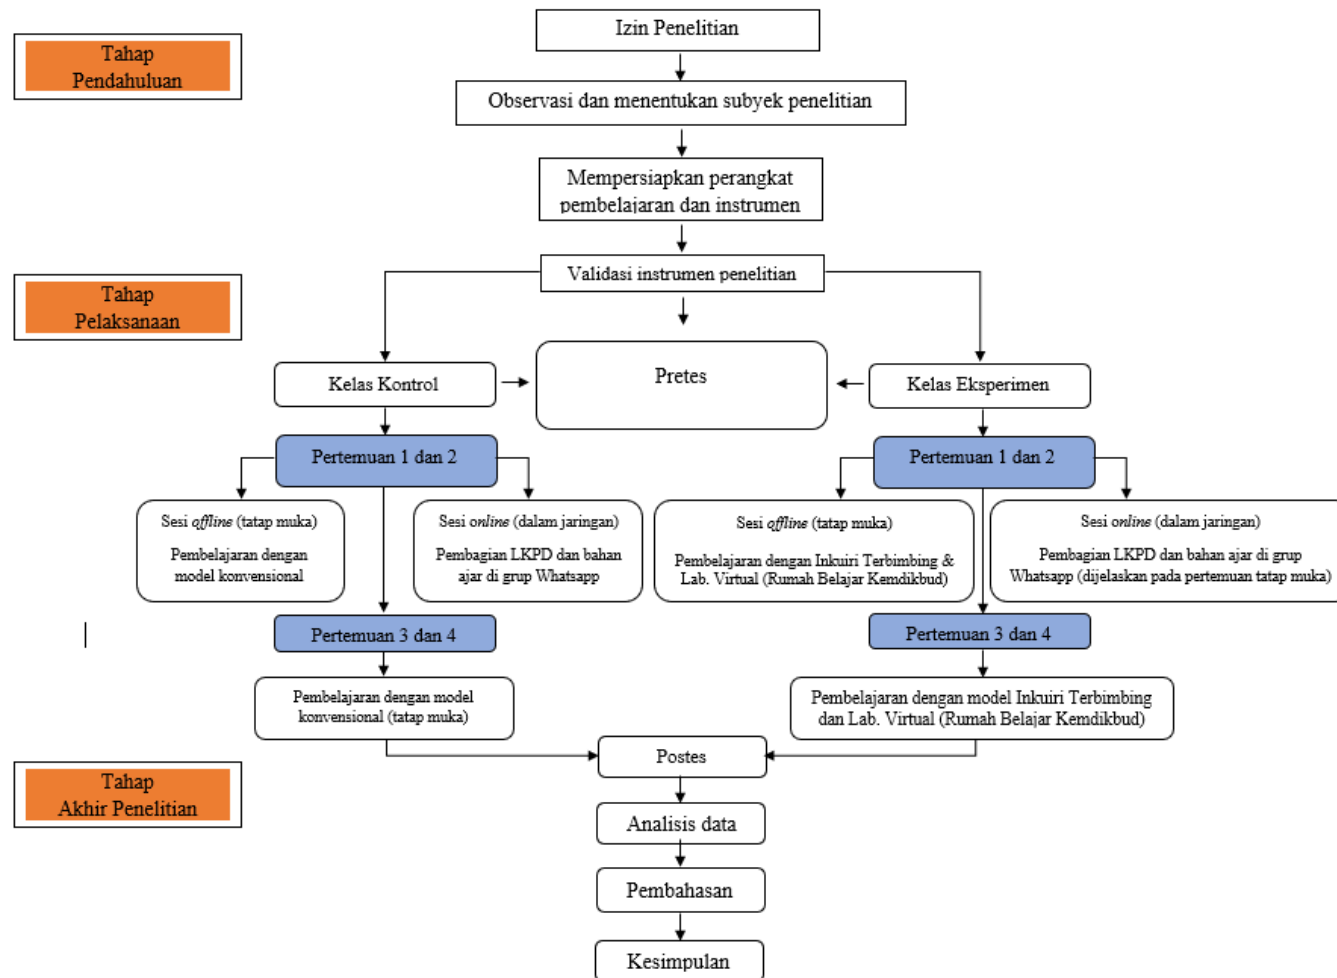 Izin Penelitian
Tahap
Pendahuluan
Observasi dan menentukan subyek penelitian
Mempersiapkan perangkat
pembelajaran dan instrumen
Validasi instrumen penelitian
Tahap
Pelaksanaan
Kelas Kontrol
Pretes
Kelas Eksperimen
Pertemuan 1 dan 2
Pertemuan 1 dan 2
Sesi offline (tatap muka)
Pembelajaran dengan
model konvensional
Sesi online (dalam jaringan)
Pembagian LKPD dan bahan
ajar di grup Whatsapp
Sesi offline (tatap muka)
Pembelajaran dengan Inkuiri Terbimbing &
Lab. Virtual (Rumah Belajar Kemdikbud)
Sesi online (dalam jaringan)
Pembagian LKPD dan bahan ajar di grup
Whatsapp (dijelaskan pada pertemuan tatap muka)
Pertemuan 3 dan 4
Pertemuan 3 dan 4
Pembelajaran dengan model
konvensional (tatap muka)
Pembelajaran dengan model Inkuiri Terbimbing
dan Lab. Virtual (Rumah Belajar Kemdikbud)
Postes
Tahap
Akhir Penelitian
Analisis data
Pembahasan
Kesimpulan